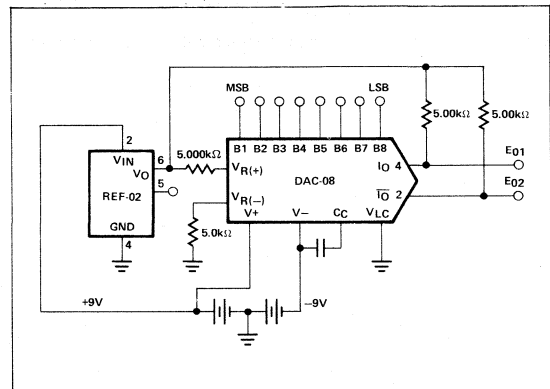 MSB LSB
5.00kΩ 5.00kΩ
2
VIN
VO 6
5
REF-02
GND
4
5.000kΩ
B1 B2 B3 B4 B5 B6 B7 B8
VR(+)
DAC-08
VR(−)
V+ V− CC VLC
IO 4
IO 2
E01
E02
5.0kΩ
+9V
−9V